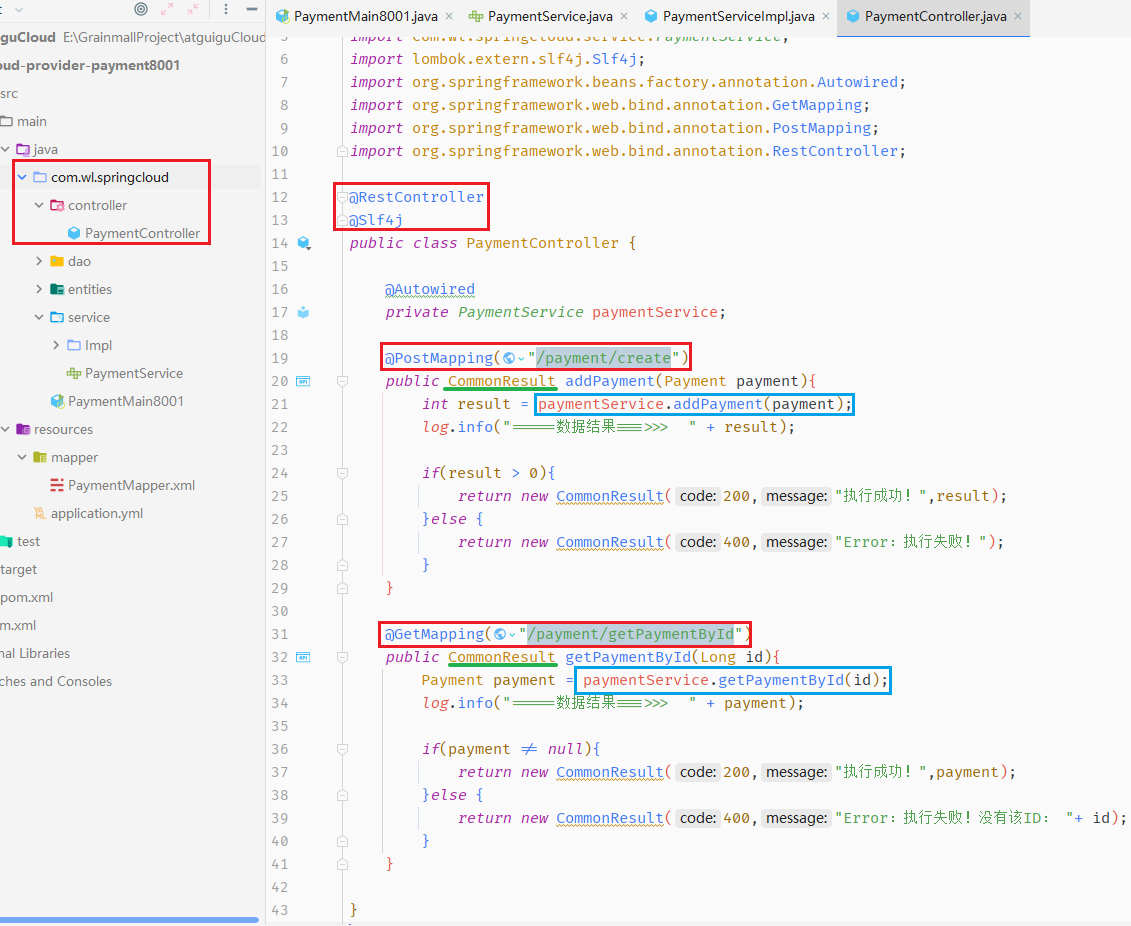 guCloud E:\GrainmallProject\atguiguCloud
oud-provider-payment8001
src
main
java
com.wl.springcloud
controller
PaymentController
dao
entities
service
Impl
PaymentService
PaymentMain8001
resources
mapper
PaymentMapper.xml
application.yml
test
target
pom.xml
m.xml
nal Libraries
ches and Consoles
PaymentMain8001.java PaymentService.java PaymentServiceImpl.java PaymentController.java
5 import com.wl.springcloud.service.PaymentService;
6 import lombok.extern.slf4j.Slf4j;
7 import org.springframework.beans.factory.annotation.Autowired;
8 import org.springframework.web.bind.annotation.GetMapping;
9 import org.springframework.web.bind.annotation.PostMapping;
10 import org.springframework.web.bind.annotation.RestController;
11
12 @RestController
13 @Slf4j
14 public class PaymentController {
15
16 @Autowired
17 private PaymentService paymentService;
18
19 @PostMapping("/payment/create")
20 public CommonResult addPayment(Payment payment){
21 int result = paymentService.addPayment(payment);
22 log.info("=====数据结果===>>>  " + result);
23
24 if(result > 0){
25 return new CommonResult( code: 200, message: "执行成功！",result);
26 }else {
27 return new CommonResult( code: 400, message: "Error：执行失败！");
28 }
29 }
30
31 @GetMapping("/payment/getPaymentById")
32 public CommonResult getPaymentById(Long id){
33 Payment payment = paymentService.getPaymentById(id);
34 log.info("=====数据结果===>>>  " + payment);
35
36 if(payment != null){
37 return new CommonResult( code: 200, message: "执行成功！",payment);
38 }else {
39 return new CommonResult( code: 400, message: "Error：执行失败！没有该ID： "+ id);
40 }
41 }
42
43 }